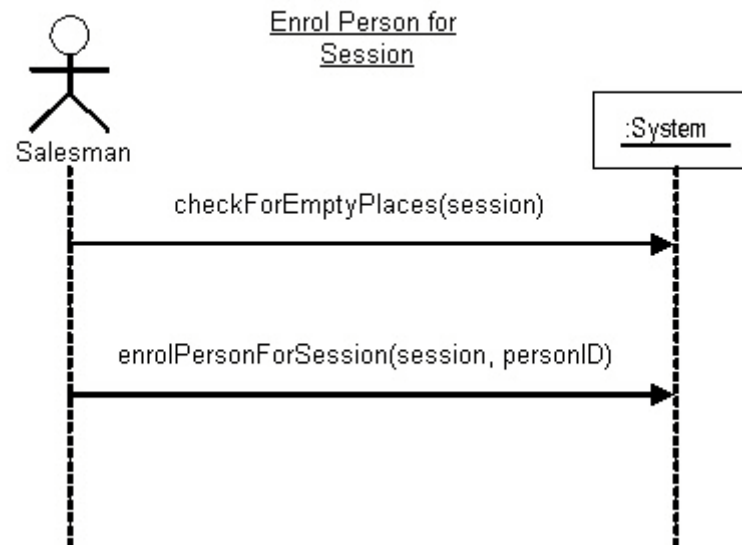 Enrol Person for
Session
:System
Salesman
checkForEmptyPlaces(session)
enrolPersonForSession(session, personID)